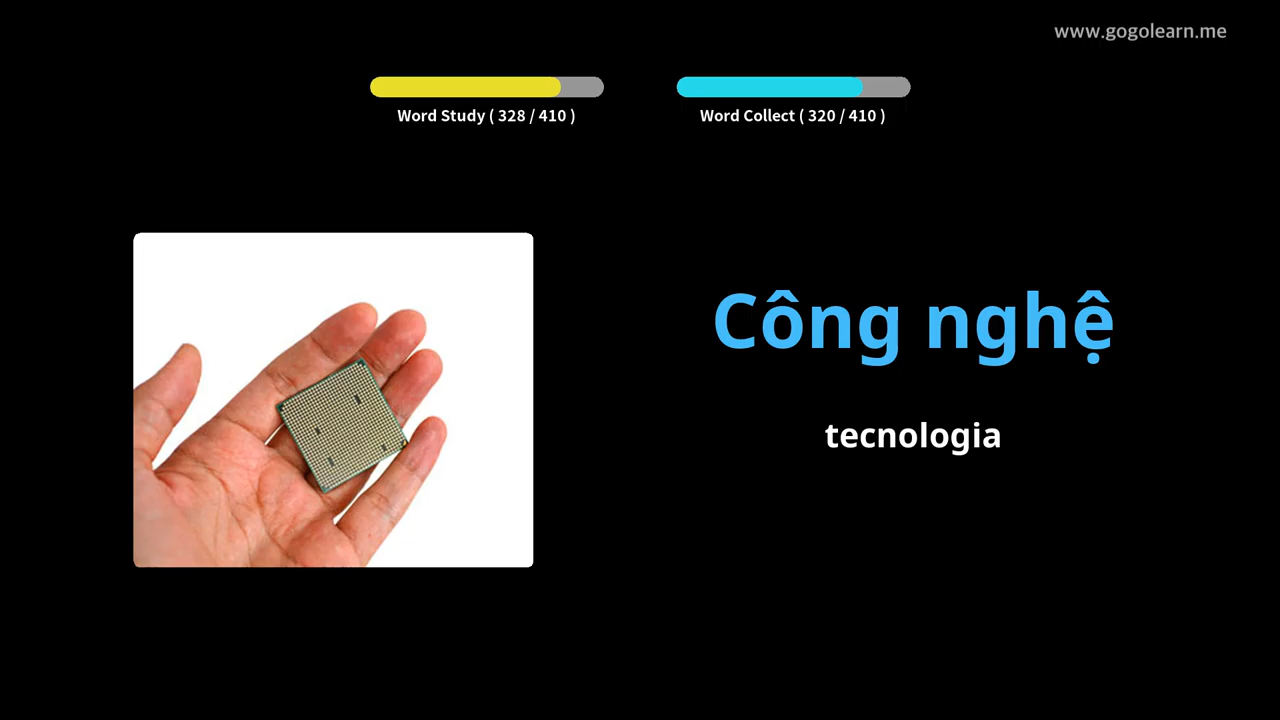 www.gogolearn.me
Word Study ( 328 / 410 )
Word Collect ( 320 / 410 )
Công nghệ
tecnologia